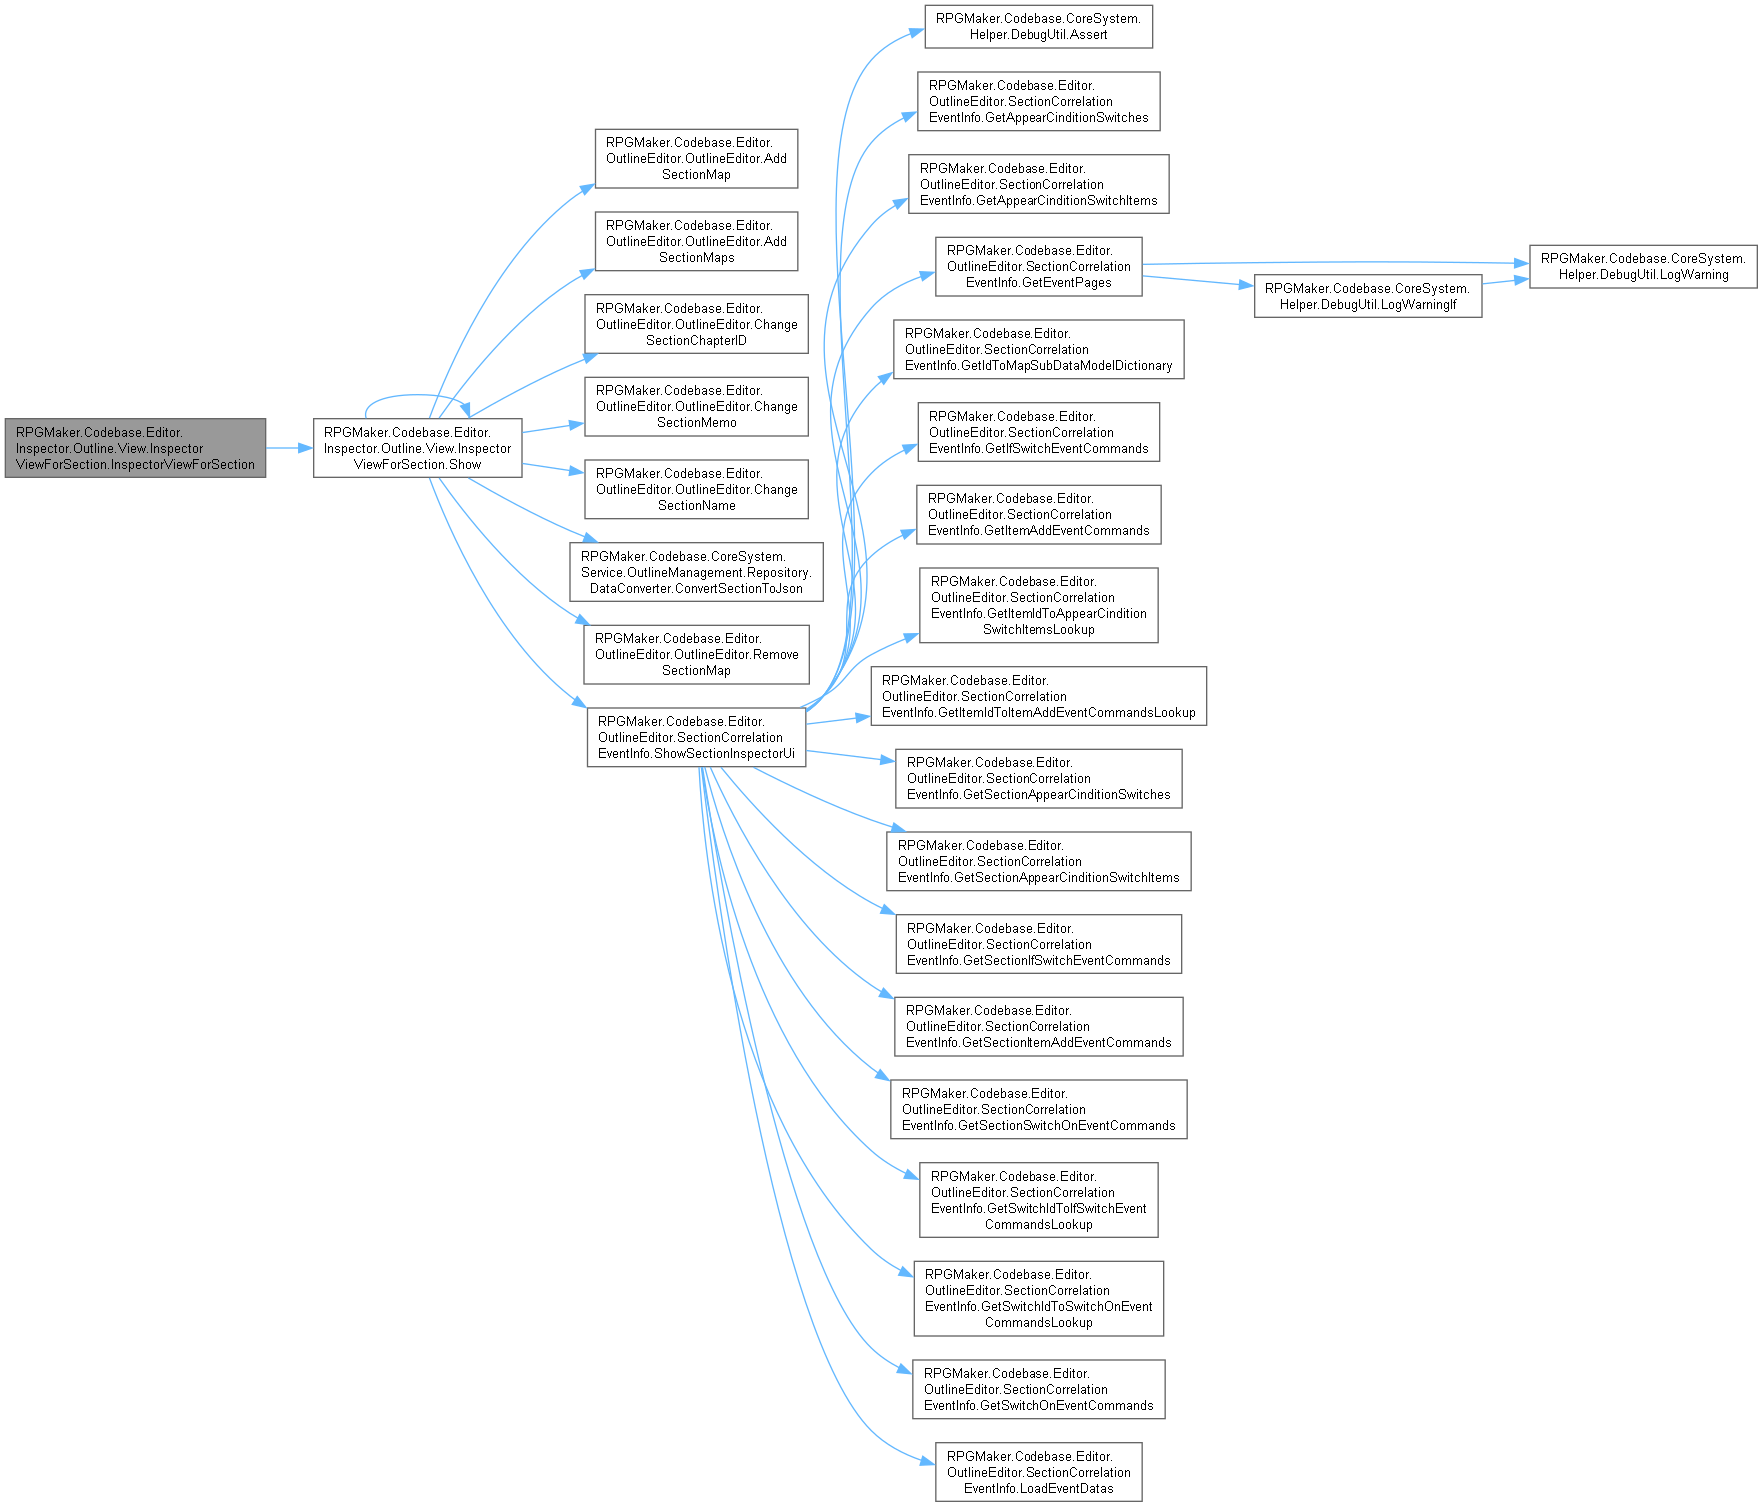 RPGMaker.Codebase.Editor.
Inspector.Outline.View.Inspector
ViewForSection.InspectorViewForSection
RPGMaker.Codebase.Editor.
Inspector.Outline.View.Inspector
ViewForSection.Show
RPGMaker.Codebase.Editor.
OutlineEditor.OutlineEditor.Add
SectionMap
RPGMaker.Codebase.Editor.
OutlineEditor.OutlineEditor.Add
SectionMaps
RPGMaker.Codebase.Editor.
OutlineEditor.OutlineEditor.Change
SectionChapterID
RPGMaker.Codebase.Editor.
OutlineEditor.OutlineEditor.Change
SectionMemo
RPGMaker.Codebase.Editor.
OutlineEditor.OutlineEditor.Change
SectionName
RPGMaker.Codebase.CoreSystem.
Service.OutlineManagement.Repository.
DataConverter.ConvertSectionToJson
RPGMaker.Codebase.Editor.
OutlineEditor.OutlineEditor.Remove
SectionMap
RPGMaker.Codebase.Editor.
OutlineEditor.SectionCorrelation
EventInfo.ShowSectionInspectorUi
RPGMaker.Codebase.CoreSystem.
Helper.DebugUtil.Assert
RPGMaker.Codebase.Editor.
OutlineEditor.SectionCorrelation
EventInfo.GetAppearCinditionSwitches
RPGMaker.Codebase.Editor.
OutlineEditor.SectionCorrelation
EventInfo.GetAppearCinditionSwitchItems
RPGMaker.Codebase.Editor.
OutlineEditor.SectionCorrelation
EventInfo.GetEventPages
RPGMaker.Codebase.Editor.
OutlineEditor.SectionCorrelation
EventInfo.GetIdToMapSubDataModelDictionary
RPGMaker.Codebase.Editor.
OutlineEditor.SectionCorrelation
EventInfo.GetIfSwitchEventCommands
RPGMaker.Codebase.Editor.
OutlineEditor.SectionCorrelation
EventInfo.GetItemAddEventCommands
RPGMaker.Codebase.Editor.
OutlineEditor.SectionCorrelation
EventInfo.GetItemIdToAppearCindition
SwitchItemsLookup
RPGMaker.Codebase.Editor.
OutlineEditor.SectionCorrelation
EventInfo.GetItemIdToItemAddEventCommandsLookup
RPGMaker.Codebase.Editor.
OutlineEditor.SectionCorrelation
EventInfo.GetSectionAppearCinditionSwitches
RPGMaker.Codebase.Editor.
OutlineEditor.SectionCorrelation
EventInfo.GetSectionAppearCinditionSwitchItems
RPGMaker.Codebase.Editor.
OutlineEditor.SectionCorrelation
EventInfo.GetSectionIfSwitchEventCommands
RPGMaker.Codebase.Editor.
OutlineEditor.SectionCorrelation
EventInfo.GetSectionItemAddEventCommands
RPGMaker.Codebase.Editor.
OutlineEditor.SectionCorrelation
EventInfo.GetSectionSwitchOnEventCommands
RPGMaker.Codebase.Editor.
OutlineEditor.SectionCorrelation
EventInfo.GetSwitchIdToIfSwitchEvent
CommandsLookup
RPGMaker.Codebase.Editor.
OutlineEditor.SectionCorrelation
EventInfo.GetSwitchIdToSwitchOnEvent
CommandsLookup
RPGMaker.Codebase.Editor.
OutlineEditor.SectionCorrelation
EventInfo.GetSwitchOnEventCommands
RPGMaker.Codebase.Editor.
OutlineEditor.SectionCorrelation
EventInfo.LoadEventDatas
RPGMaker.Codebase.CoreSystem.
Helper.DebugUtil.LogWarningIf
RPGMaker.Codebase.CoreSystem.
Helper.DebugUtil.LogWarning